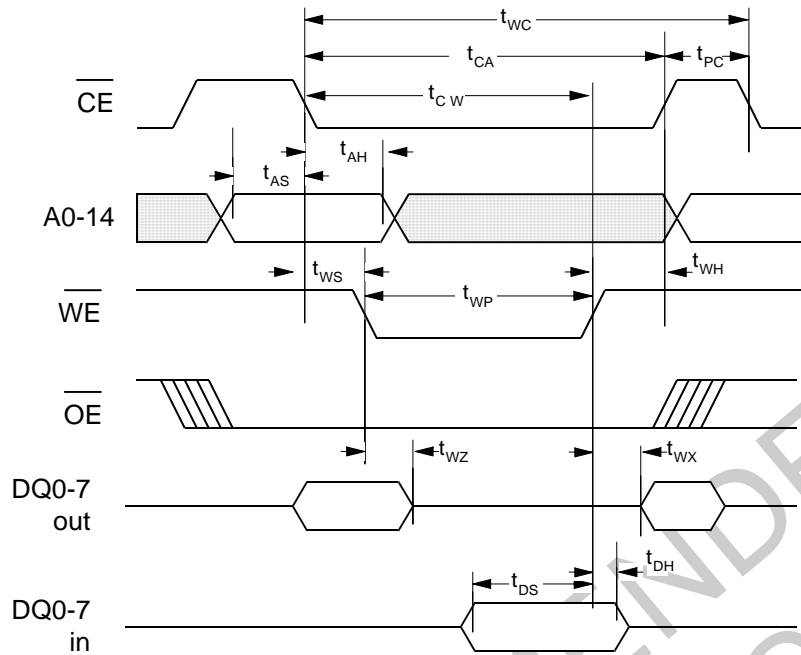 tWC
tCA
tPC
CE
tCW
tAH
tAS
A0-14
tWS
tWH
WE
tWP
OE
tWZ
tWX
DQ0-7
out
tDH
tDS
DQ0-7
in